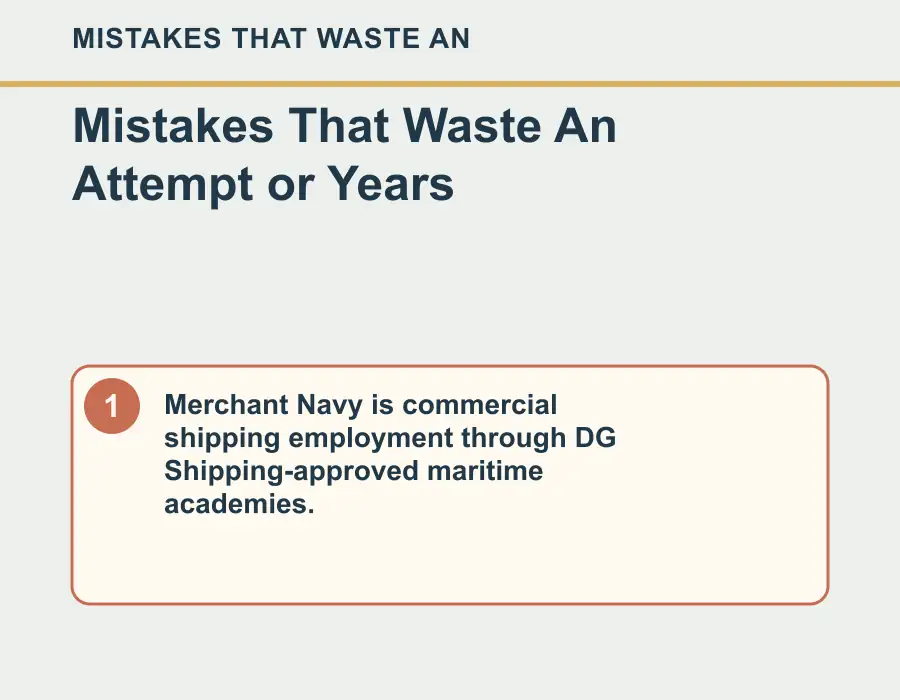 MISTAKES THAT WASTE AN
Mistakes That Waste An
Attempt or Years
1
Merchant Navy is commercial
shipping employment through DG
Shipping-approved maritime
academies.